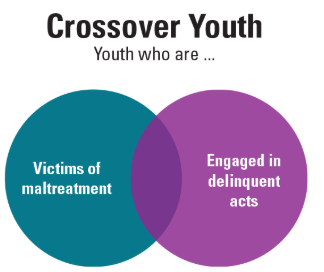 Crossover Youth
Youth who are ...
Victims of
maltreatment
Engaged in
delinquent
acts